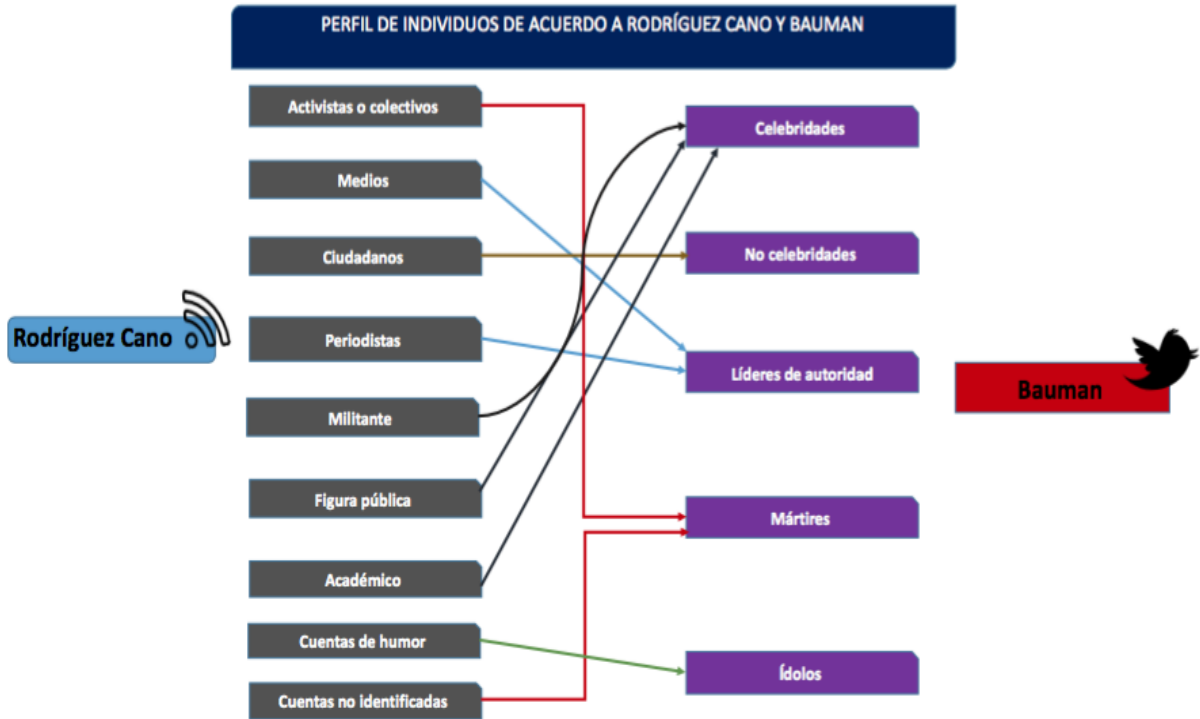 PERFIL DE INDIVIDUOS DE ACUERDO A RODRÍGUEZ CANO Y BAUMAN
Rodríguez Cano
Activistas o colectivos
Medios
Ciudadanos
Periodistas
Militante
Figura pública
Académico
Cuentas de humor
Cuentas no identificadas
Celebridades
No celebridades
Líderes de autoridad
Mártires
Ídolos
Bauman